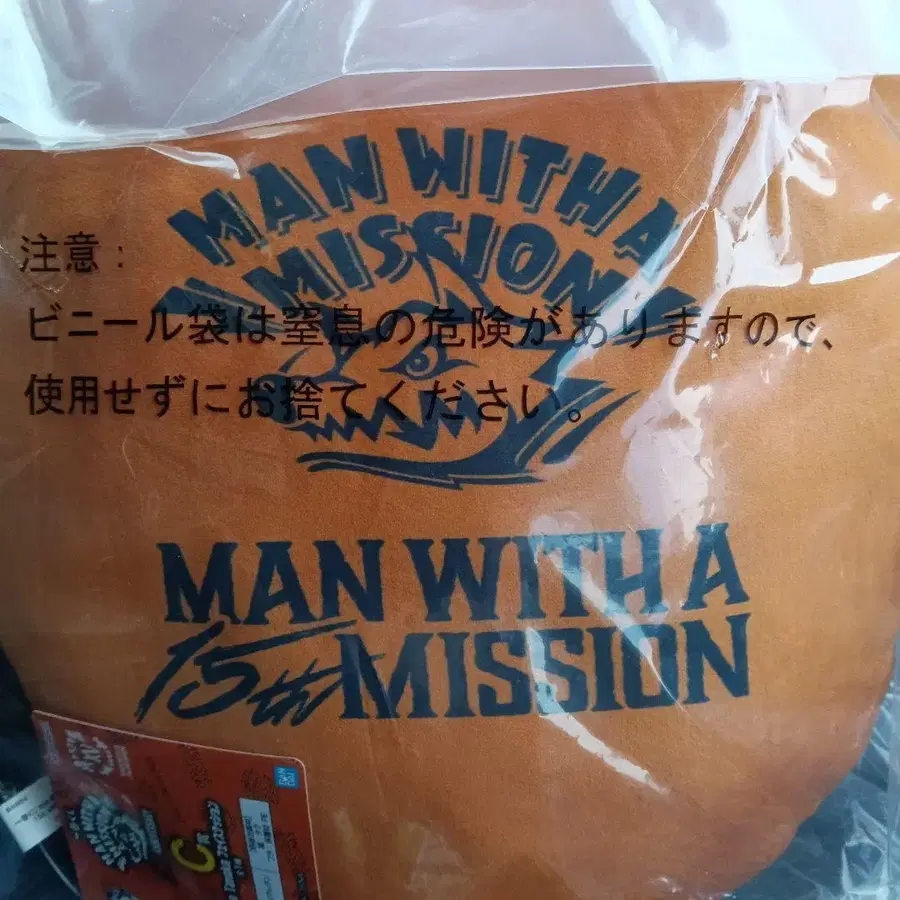 MAN WITH A
MISSION
注意：
ビニール袋は窒息の危険がありますので、
使用せずにお捨てください。
MAN WITH A
15th MISSION
C賞